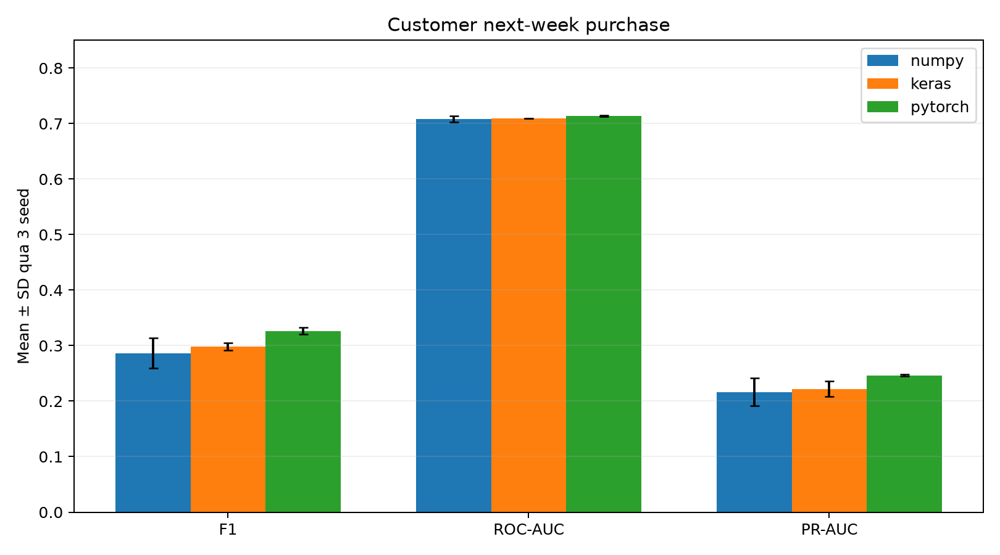 Customer next-week purchase
numpy
keras
pytorch
Mean ± SD qua 3 seed
0.8
0.7
0.6
0.5
0.4
0.3
0.2
0.1
0.0
F1
ROC-AUC
PR-AUC